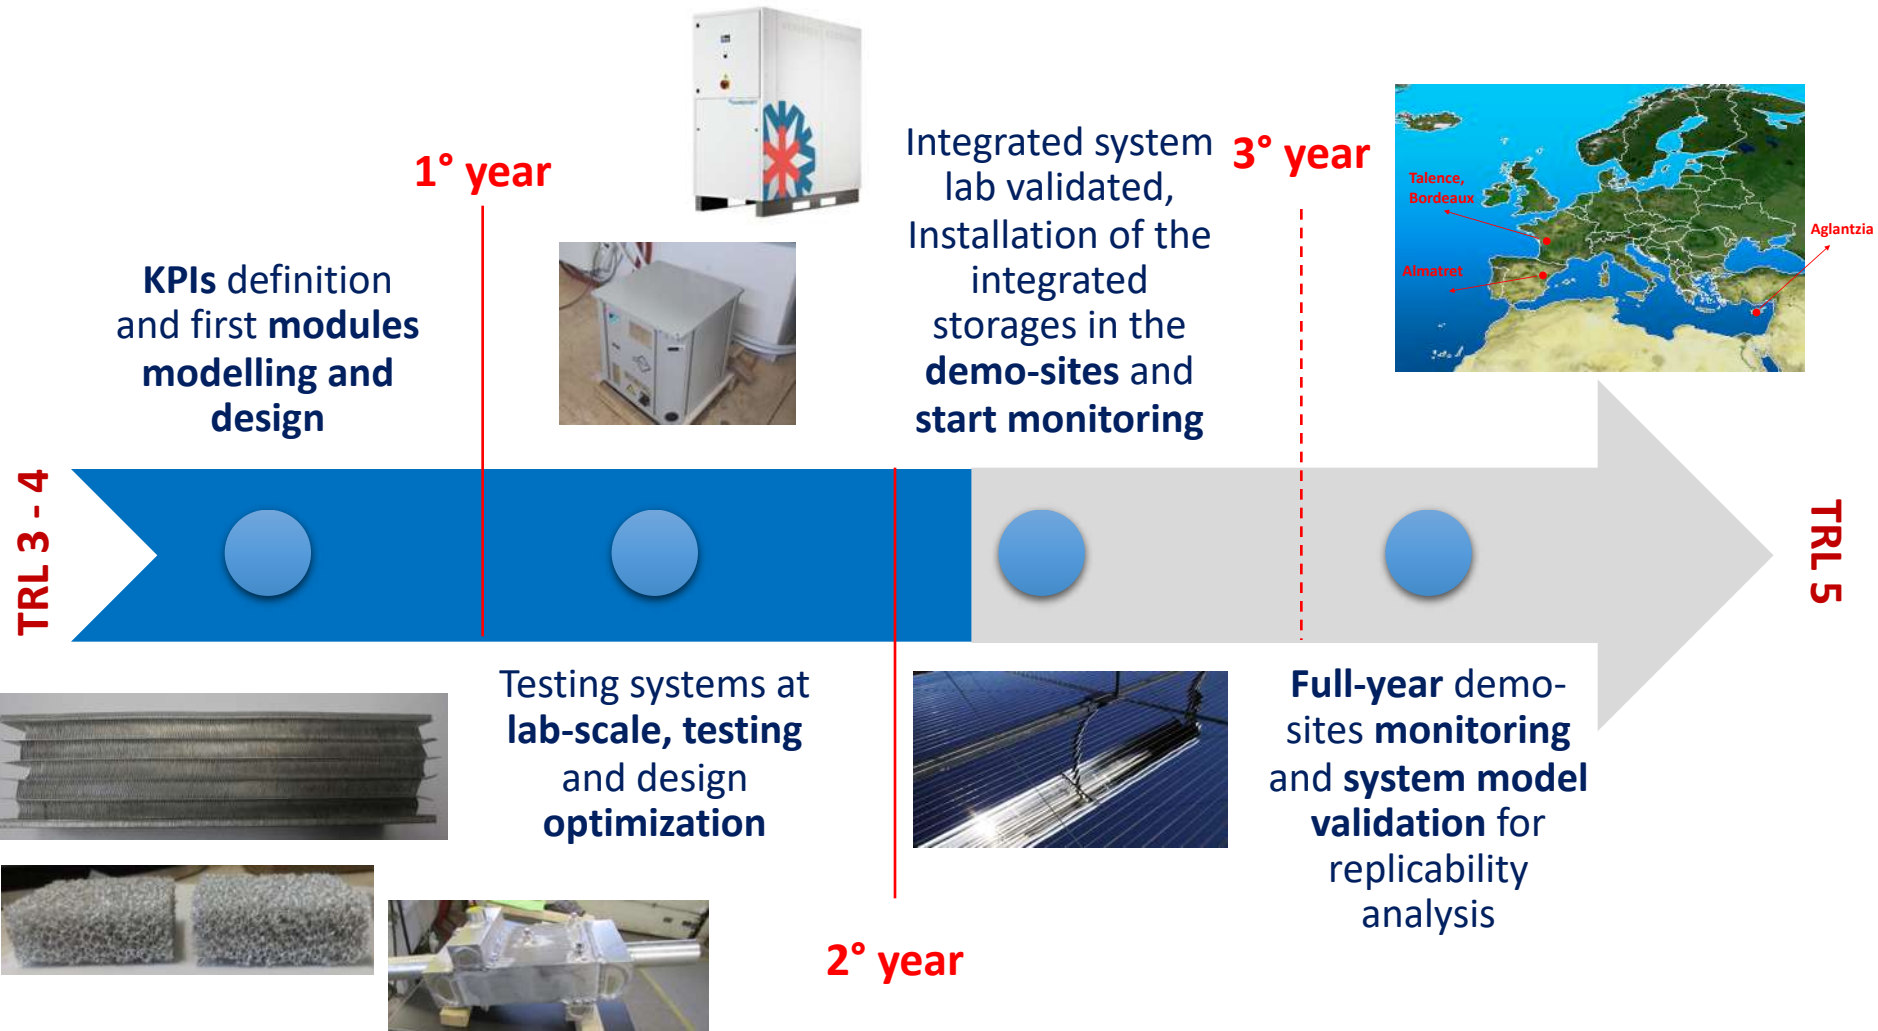 1° year
KPIs definition
and first modules
modelling and
design
Integrated system
lab validated,
Installation of the
integrated
storages in the
demo-sites and
start monitoring
3° year
Talence,
Bordeaux
Almatret
Aglantzia
TRL 3 - 4
TRL 5
Testing systems at
lab-scale, testing
and design
optimization
2° year
Full-year demo-
sites monitoring
and system model
validation for
replicability
analysis